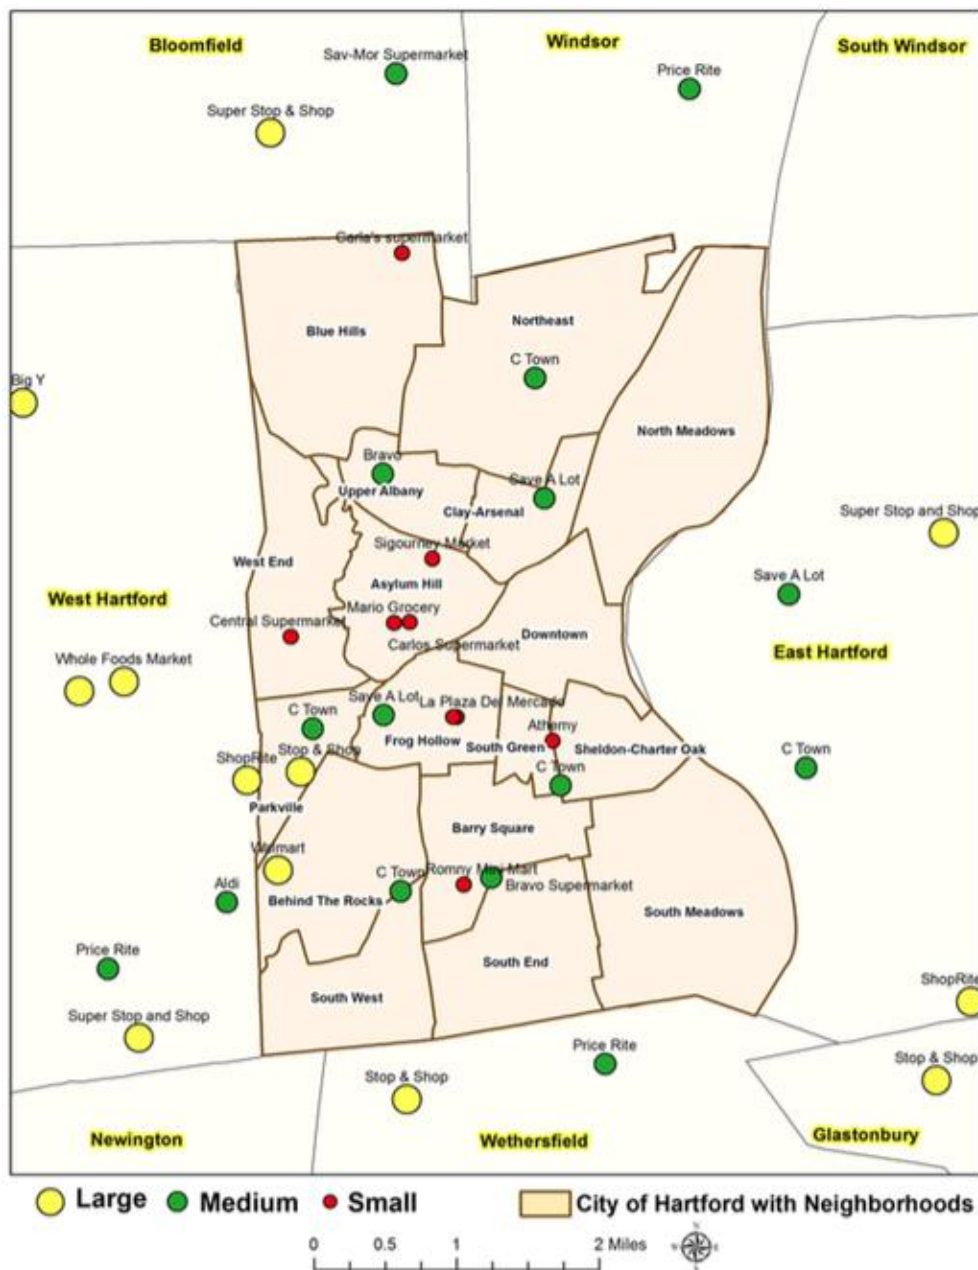 Bloomfield
Windsor
South Windsor
Sav-Mor Supermarket
Price Rite
Super Stop & Shop
Carla's supermarket
Northeast
Blue Hills
C Town
Big Y
North Meadows
Bravo
Save A Lot
Upper Albany
Clay-Arsenal
Super Stop and Shop
Sigourney Market
West End
Asylum Hill
Save A Lot
West Hartford
Mario Grocery
Central Supermarket
Downtown
Carlos Supermarket
East Hartford
Whole Foods Market
Save A Lot
La Plaza Del Mercado
C Town
Atheny
Frog Hollow
South Green
Sheldon-Charter Oak
Stop & Shop
C Town
ShopRite
C Town
Parkville
Barry Square
Walmart
C Town
Romny Mini Mart
Aldi
Bravo Supermarket
Behind The Rocks
South Meadows
Price Rite
South End
ShopRite
South West
Super Stop and Shop
Price Rite
Stop & Shop
Stop & Shop
Newington
Wethersfield
Glastonbury
Large
Medium
Small
City of Hartford with Neighborhoods
0 0.5 1 2 Miles